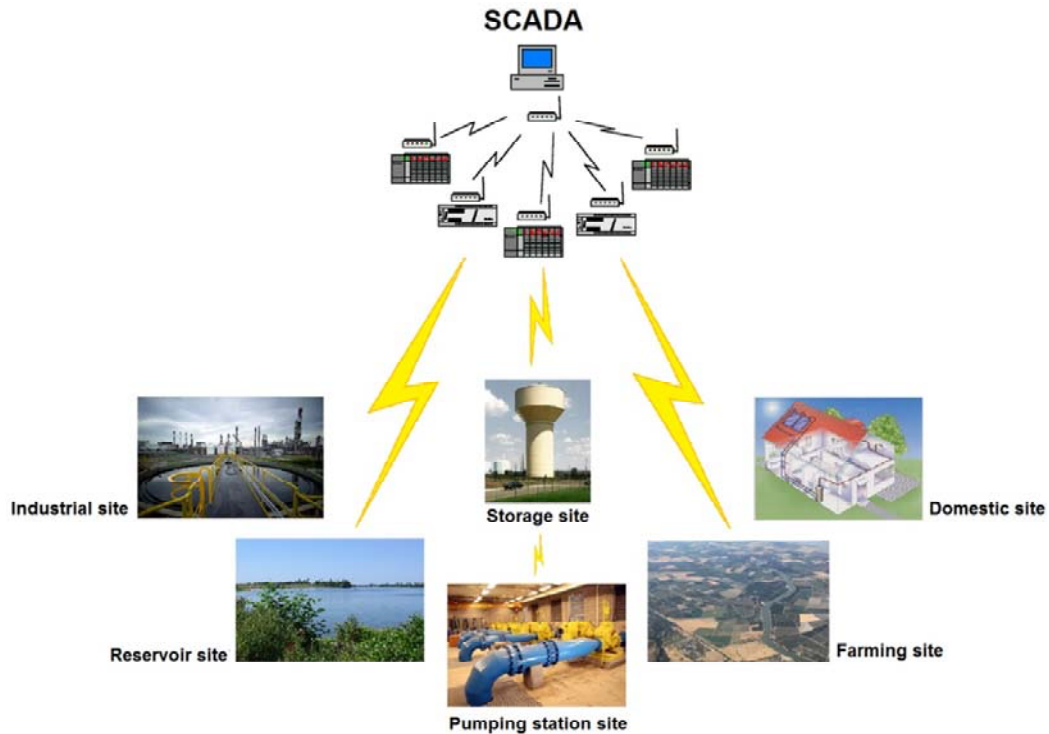 SCADA
Storage site
Industrial site
Domestic site
Reservoir site
Farming site
Pumping station site